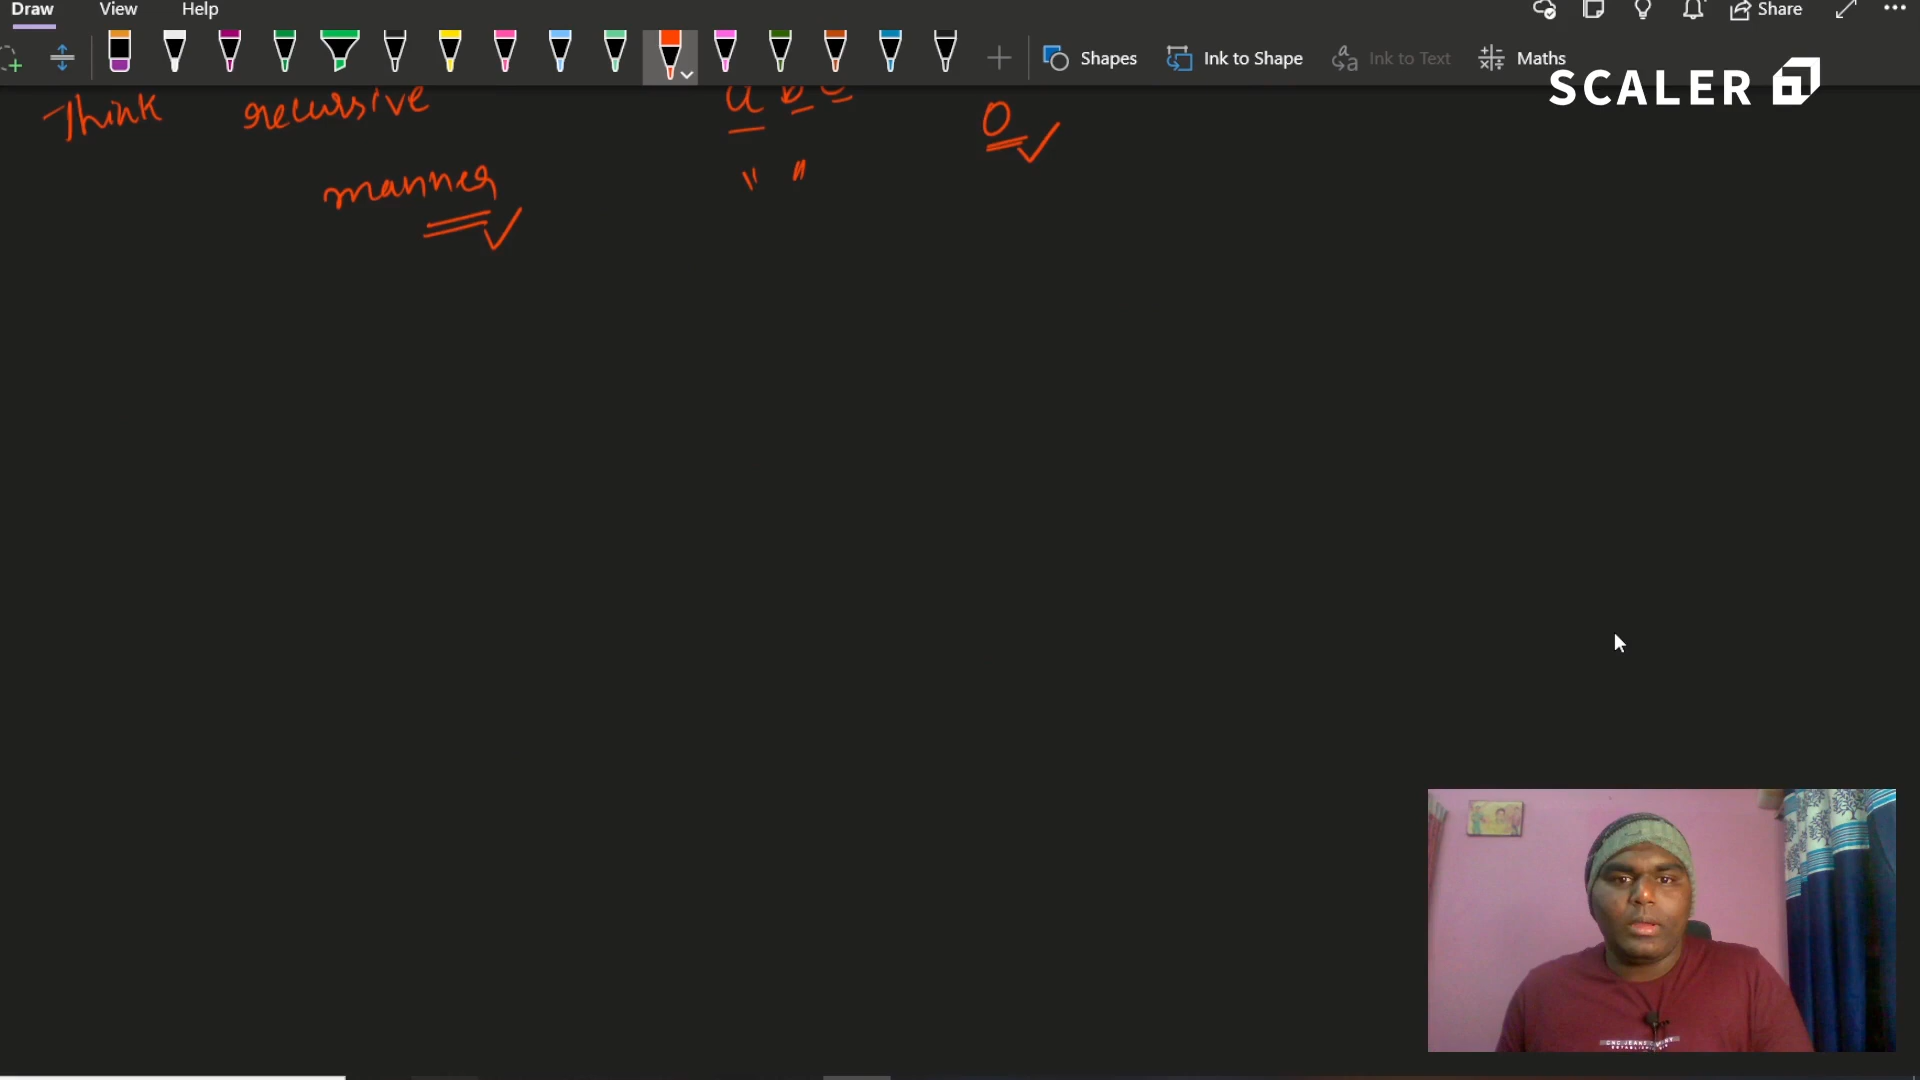 Draw View Help Share
Shapes Ink to Shape Ink to Text Maths
SCALER
Think recursive
a b c
0
manner
" "